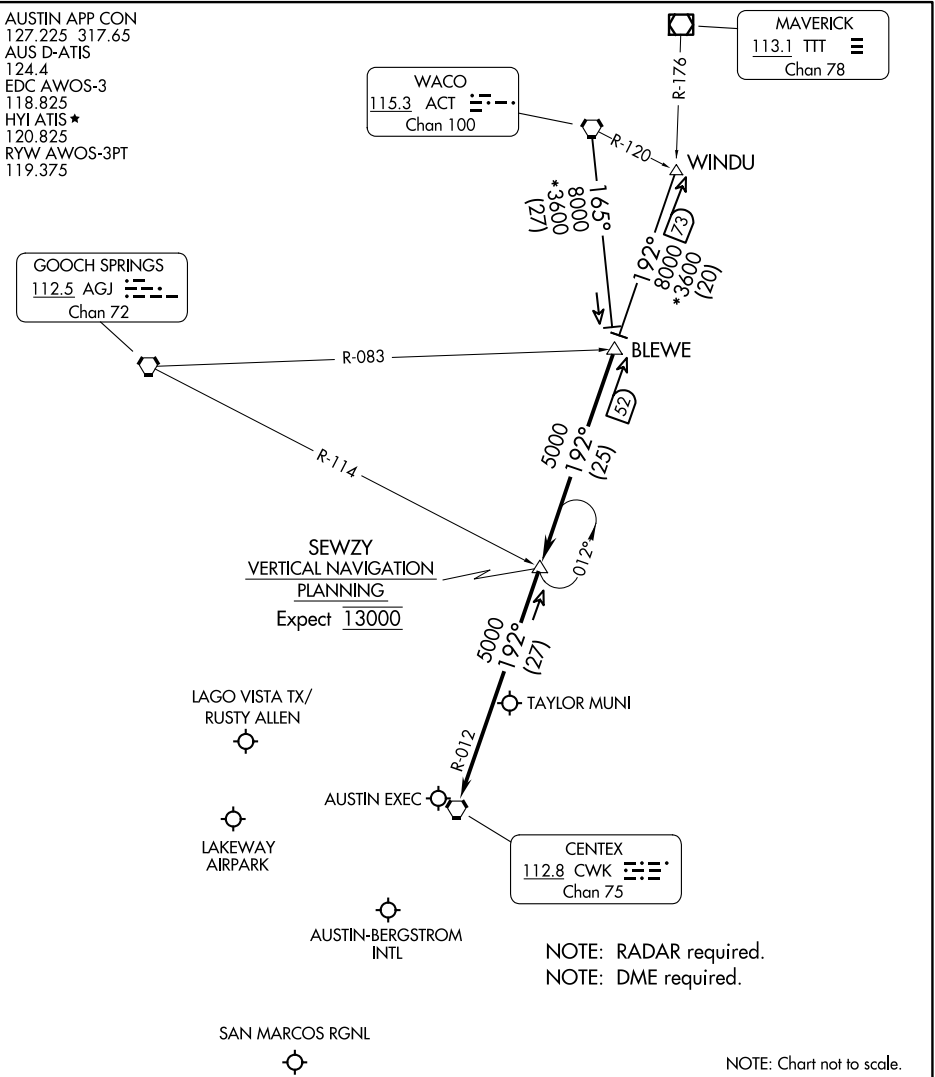 AUSTIN APP CON
127.225 317.65
AUS D-ATIS
124.4
EDC AWOS-3
118.825
HYI ATIS ★
120.825
RYW AWOS-3PT
119.375
MAVERICK
113.1 TTT
Chan 78
WACO
115.3 ACT
Chan 100
R-176
R-120
WINDU
165°
8000
*3600
(27)
73
192°
8000
*3600
(20)
GOOCH SPRINGS
112.5 AGJ
Chan 72
R-083
BLEWE
52
5000
192°
(25)
R-114
SEWZY
VERTICAL NAVIGATION
PLANNING
Expect 13000
012°
5000
192°
(27)
LAGO VISTA TX/
RUSTY ALLEN
TAYLOR MUNI
R-012
AUSTIN EXEC
LAKEWAY
AIRPARK
CENTEX
112.8 CWK
Chan 75
AUSTIN-BERGSTROM
INTL
NOTE: RADAR required.
NOTE: DME required.
SAN MARCOS RGNL
NOTE: Chart not to scale.